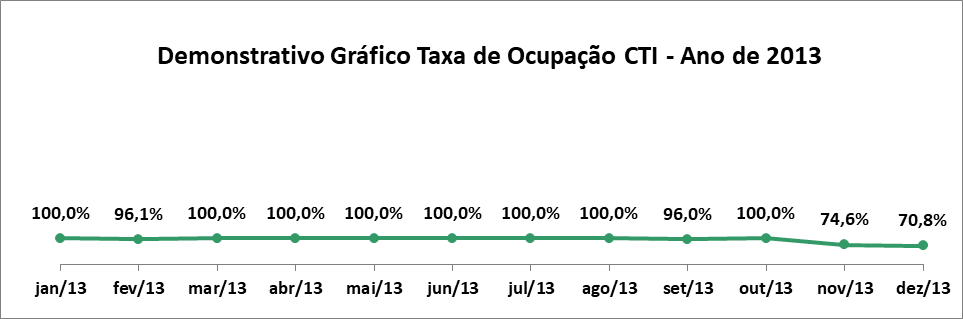 Demonstrativo Gráfico Taxa de Ocupação CTI - Ano de 2013
100,0% 96,1% 100,0% 100,0% 100,0% 100,0% 100,0% 100,0% 96,0% 100,0% 74,6% 70,8%
jan/13 fev/13 mar/13 abr/13 mai/13 jun/13 jul/13 ago/13 set/13 out/13 nov/13 dez/13